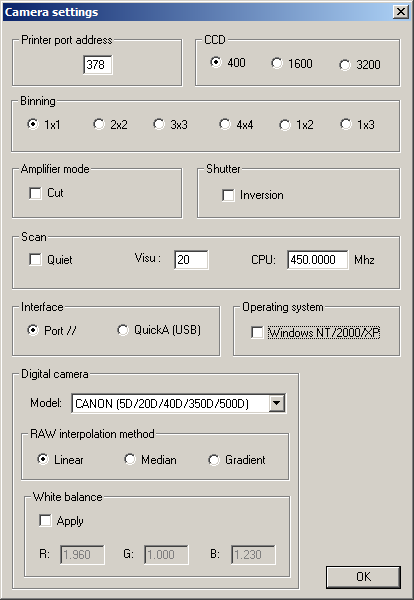 Camera settings
Printer port address
378
CCD
400 1600 3200
Binning
1x1 2x2 3x3 4x4 1x2 1x3
Amplifier mode
Cut
Shutter
Inversion
Scan
Quiet Visu : 20 CPU: 450.0000 Mhz
Interface
Port // QuickA (USB)
Operating system
Windows NT/2000/XP
Digital camera
Model: CANON (5D/20D/40D/350D/500D)
RAW interpolation method
Linear Median Gradient
White balance
Apply
R: 1.960 G: 1.000 B: 1.230
OK